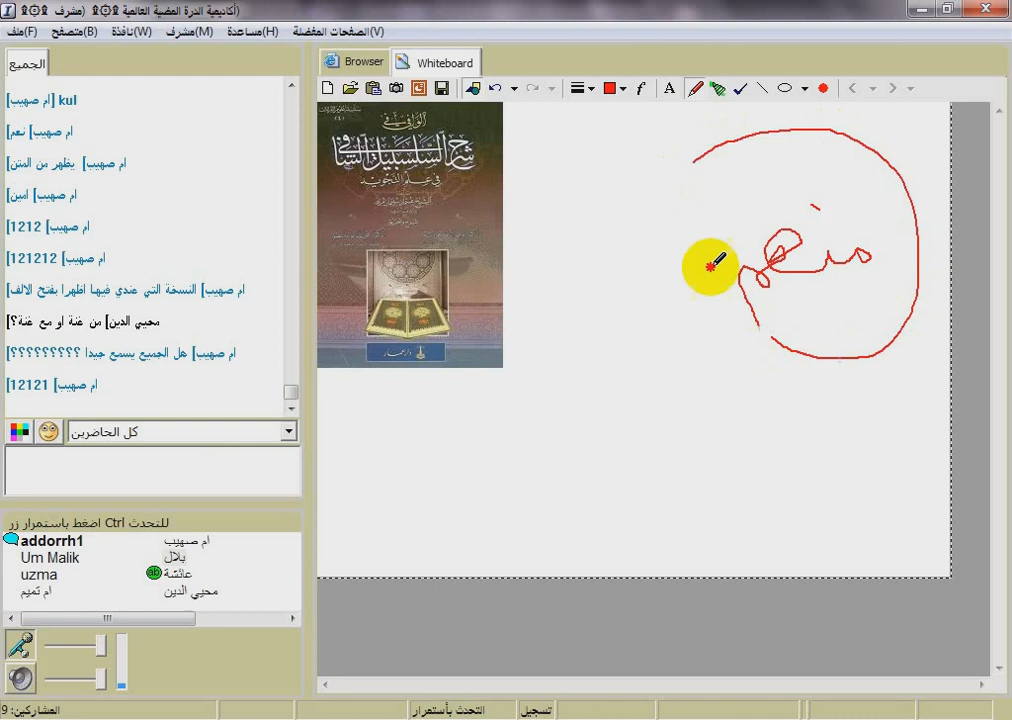 أكاديمية الدرة المضية العالمية (مشرف)
ملف(F) متصفح(B) نافذة(W) مشرف(M) مساعدة(H) الصفحات المفضلة(V)
الجميع
Browser
Whiteboard
[ام صهيب] kul
[ام صهيب] نعم
[ام صهيب] يظهر من المتن
[ام صهيب] امين
[ام صهيب] 1212
[ام صهيب] 121212
[ام صهيب] النسخة التي عندي فيها اظهرا بفتح الالف
[محيي الدين] من غنة او مع غنة؟
[ام صهيب] هل الجميع يسمع جيدا ؟؟؟؟؟؟؟؟؟
[ام صهيب] 12121
الوافي في
شرح السلسبيل الشافي
في علم التجويد
دار عمار
كل الحاضرين
للتحدث Ctrl اضغط باستمرار زر
addorrh1 ام صهيب
Um Malik بلال
uzma عائشة
ام تميم محيي الدين
المشاركين: 9
التحدث بأستمرار
تسجيل